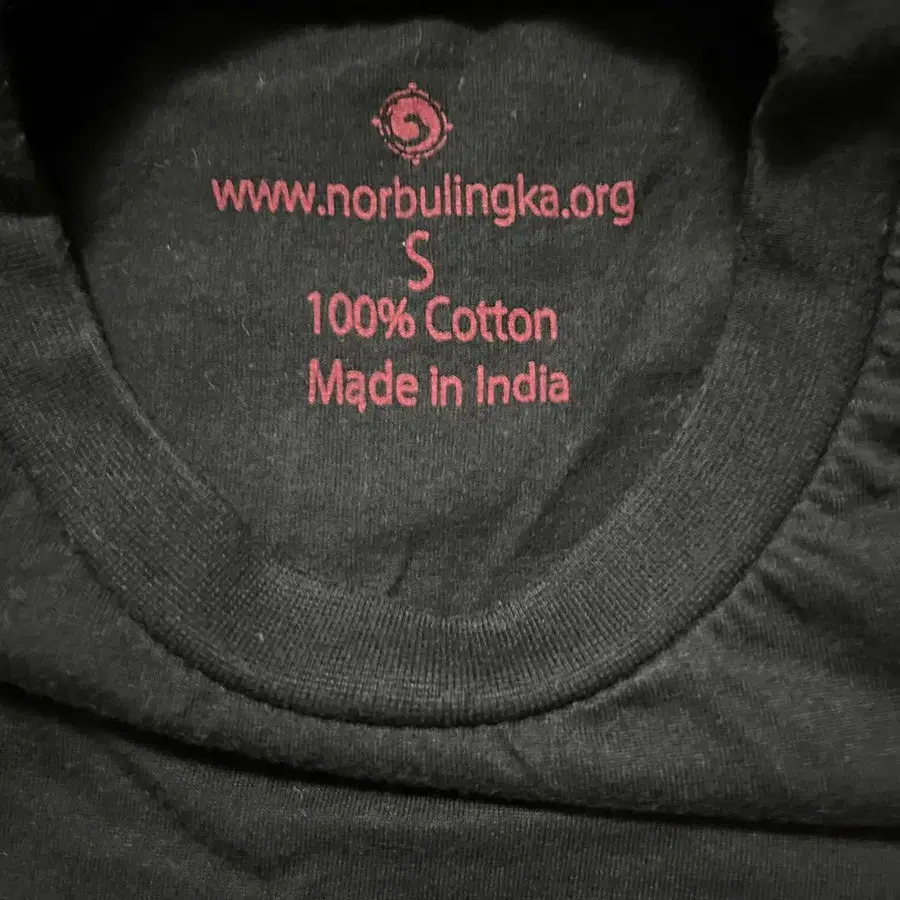 www.norbulingka.org
S
100% Cotton
Made in India